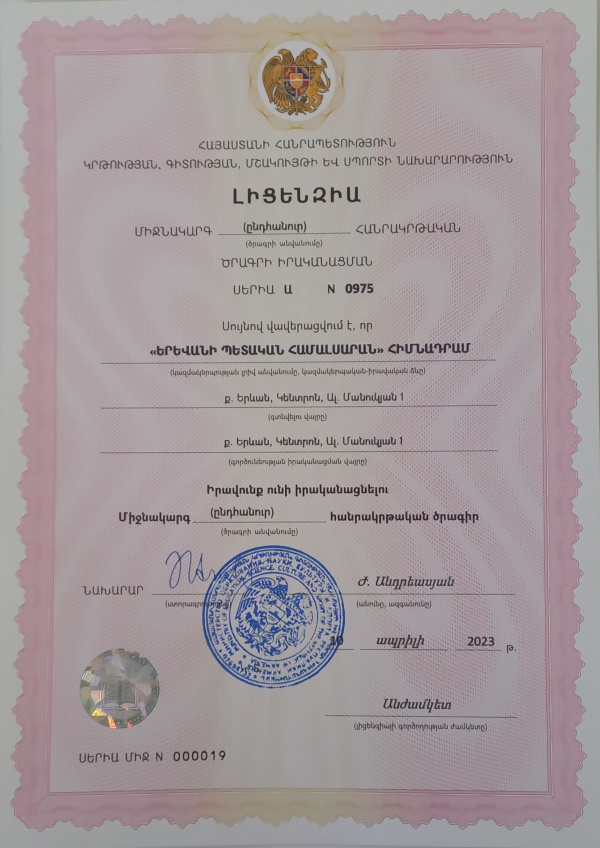 ՀԱՅԱՍՏԱՆԻ ՀԱՆՐԱՊԵՏՈՒԹՅՈՒՆ
ԿՐԹՈՒԹՅԱՆ, ԳԻՏՈՒԹՅԱՆ, ՄՇԱԿՈՒՅԹԻ ԵՎ ՍՊՈՐՏԻ ՆԱԽԱՐԱՐՈՒԹՅՈՒՆ
ԼԻՑԵՆԶԻԱ
ՄԻՋՆԱԿԱՐԳ (ընդհանուր) ՀԱՆՐԱԿՐԹԱԿԱՆ
(ծրագրի անվանումը)
ԾՐԱԳՐԻ ԻՐԱԿԱՆԱՑՄԱՆ
ՍԵՐԻԱ Ա N 0975
Սույնով վավերացվում է, որ
«ԵՐԵՎԱՆԻ ՊԵՏԱԿԱՆ ՀԱՄԱԼՍԱՐԱՆ» ՀԻՄՆԱԴՐԱՄ
(կազմակերպության լրիվ անվանումը, կազմակերպական-իրավական ձևը)
ք. Երևան, Կենտրոն, Ալ. Մանուկյան 1
(գտնվելու վայրը)
ք. Երևան, Կենտրոն, Ալ. Մանուկյան 1
(գործունեության իրականացման վայրը)
Իրավունք ունի իրականացնելու
Միջնակարգ (ընդհանուր) հանրակրթական ծրագիր
(ծրագրի անվանումը)
ՆԱԽԱՐԱՐ Ժ. Անդրեասյան
(ստորագրությունը) (անունը, ազգանունը)
10 ապրիլի 2023 թ.
Անժամկետ
(լիցենզիայի գործողության ժամկետը)
ՍԵՐԻԱ ՄԻՋ N 000019